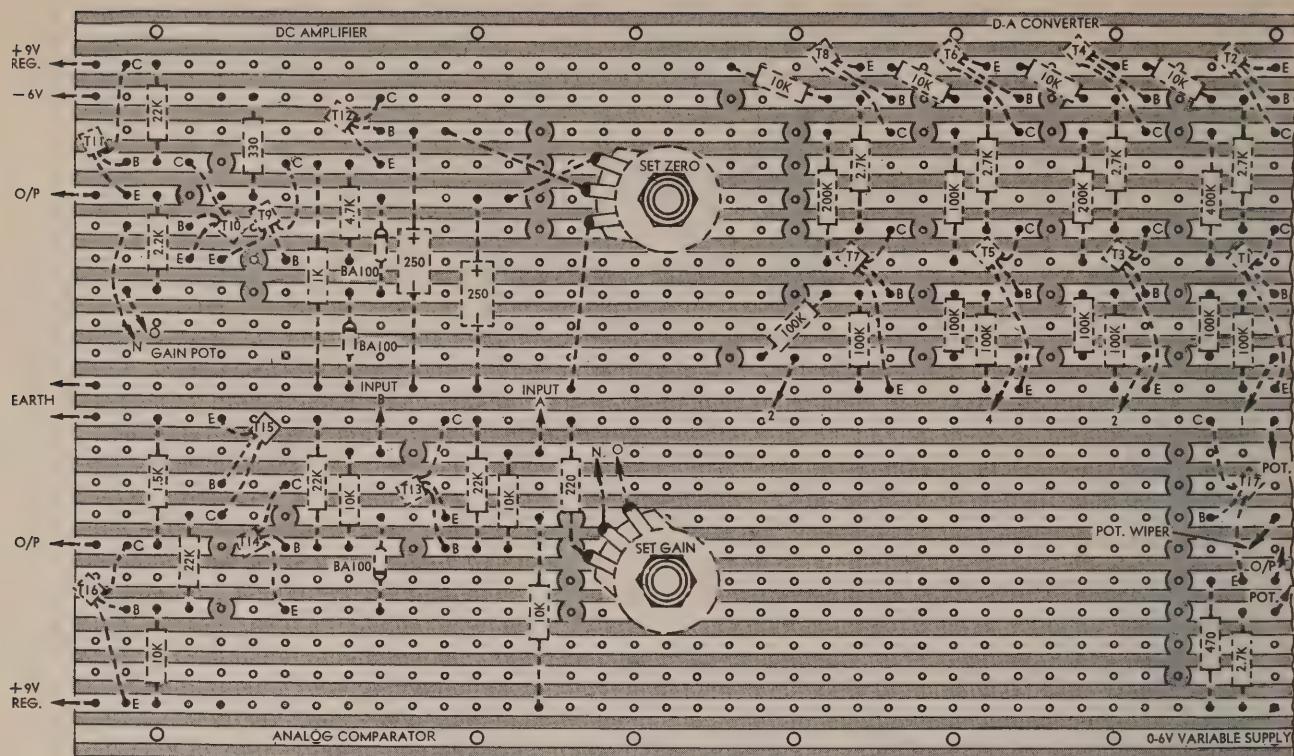 DC AMPLIFIER
D-A CONVERTER
+9V REG.
C
22K
10K
T8
E
10K
T6
E
10K
T4
E
10K
T2
E
-6V
330
T12
C
B
B
B
B
T11
B
C
C
B
E
C
C
C
C
SET ZERO
200K
2.7K
100K
2.7K
200K
2.7K
400K
2.7K
O/P
E
2.2K
T10
T9
4.7K
E
E
B
1K
BA100
+
250
+
250
C
C
C
C
T7
T5
T3
T1
B
B
B
B
N
O
GAIN POT
BA100
100K
100K
100K
100K
100K
100K
100K
100K
EARTH
INPUT B
INPUT A
E
E
E
E
2
4
2
1
E
T15
C
C
1.5K
22K
10K
T13
22K
10K
220
N.
O
POT.
B
C
C
E
T17
B
O/P
C
22K
T14
B
BA100
B
SET GAIN
POT. WIPER
T16
B
E
10K
E
O/P
POT.
10K
470
2.7K
+9V REG.
E
ANALOG COMPARATOR
0-6V VARIABLE SUPPLY